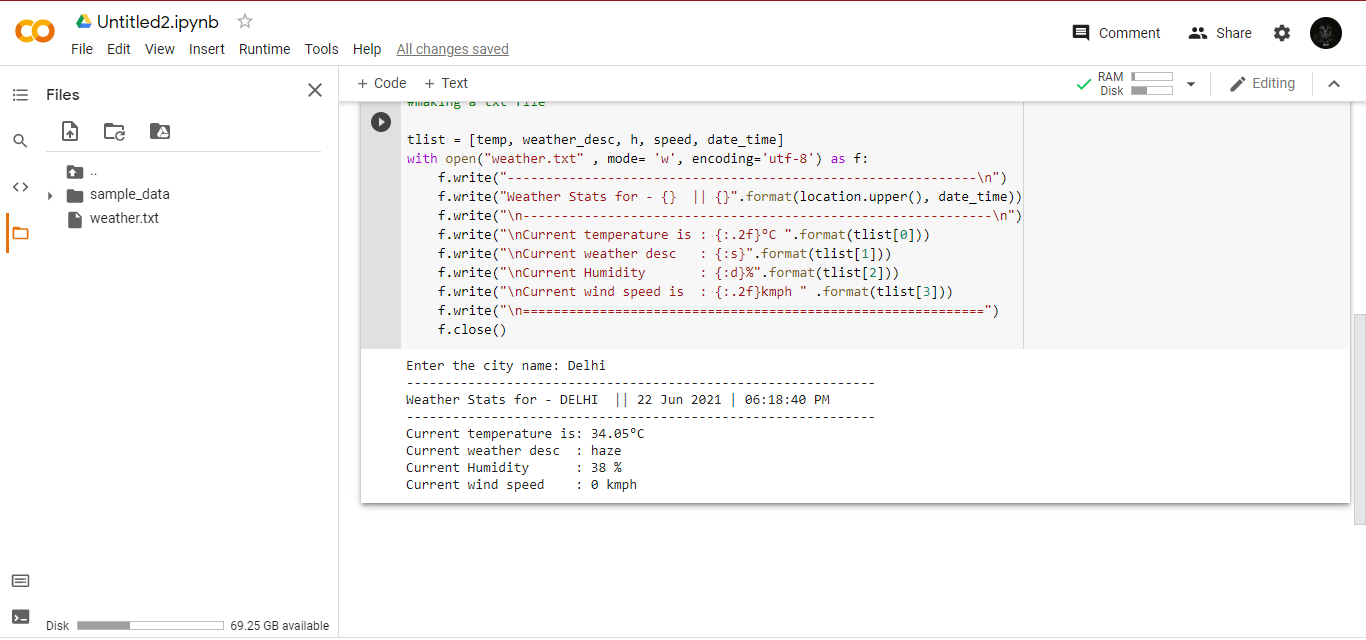 Untitled2.ipynb
File Edit View Insert Runtime Tools Help All changes saved
Comment Share
Files
+ Code + Text
RAM
Disk
Editing
..
sample_data
weather.txt
#making a txt file
tlist = [temp, weather_desc, h, speed, date_time]
with open("weather.txt" , mode= 'w', encoding='utf-8') as f:
    f.write("-------------------------------------------------------------\n")
    f.write("Weather Stats for - {}  || {}".format(location.upper(), date_time))
    f.write("\n-------------------------------------------------------------\n")
    f.write("\nCurrent temperature is : {:.2f}ºC ".format(tlist[0]))
    f.write("\nCurrent weather desc   : {:s}".format(tlist[1]))
    f.write("\nCurrent Humidity       : {:d}%".format(tlist[2]))
    f.write("\nCurrent wind speed is  : {:.2f}kmph " .format(tlist[3]))
    f.write("\n============================================================")
    f.close()
Enter the city name: Delhi
-------------------------------------------------------------
Weather Stats for - DELHI  || 22 Jun 2021 | 06:18:40 PM
-------------------------------------------------------------
Current temperature is: 34.05ºC
Current weather desc  : haze
Current Humidity      : 38 %
Current wind speed    : 0 kmph
Disk 69.25 GB available